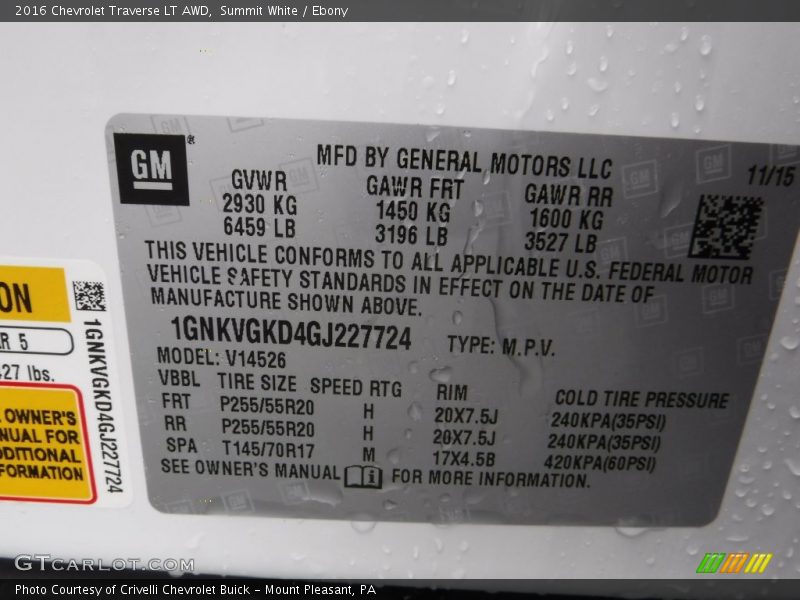 2016 Chevrolet Traverse LT AWD, Summit White / Ebony
GM
MFD BY GENERAL MOTORS LLC
11/15
GVWR GAWR FRT GAWR RR
2930 KG 1450 KG 1600 KG
6459 LB 3196 LB 3527 LB
THIS VEHICLE CONFORMS TO ALL APPLICABLE U.S. FEDERAL MOTOR
VEHICLE SAFETY STANDARDS IN EFFECT ON THE DATE OF
MANUFACTURE SHOWN ABOVE.
1GNKVGKD4GJ227724 TYPE: M.P.V.
MODEL: V14526
VBBL TIRE SIZE SPEED RTG RIM COLD TIRE PRESSURE
FRT P255/55R20 H 20X7.5J 240KPA(35PSI)
RR P255/55R20 H 20X7.5J 240KPA(35PSI)
SPA T145/70R17 M 17X4.5B 420KPA(60PSI)
SEE OWNER'S MANUAL i FOR MORE INFORMATION.
ON
R 5
27 lbs.
OWNER'S
NUAL FOR
DDITIONAL
FORMATION
1GNKVGKD4GJ227724
GTCARLOT.COM
Photo Courtesy of Crivelli Chevrolet Buick - Mount Pleasant, PA